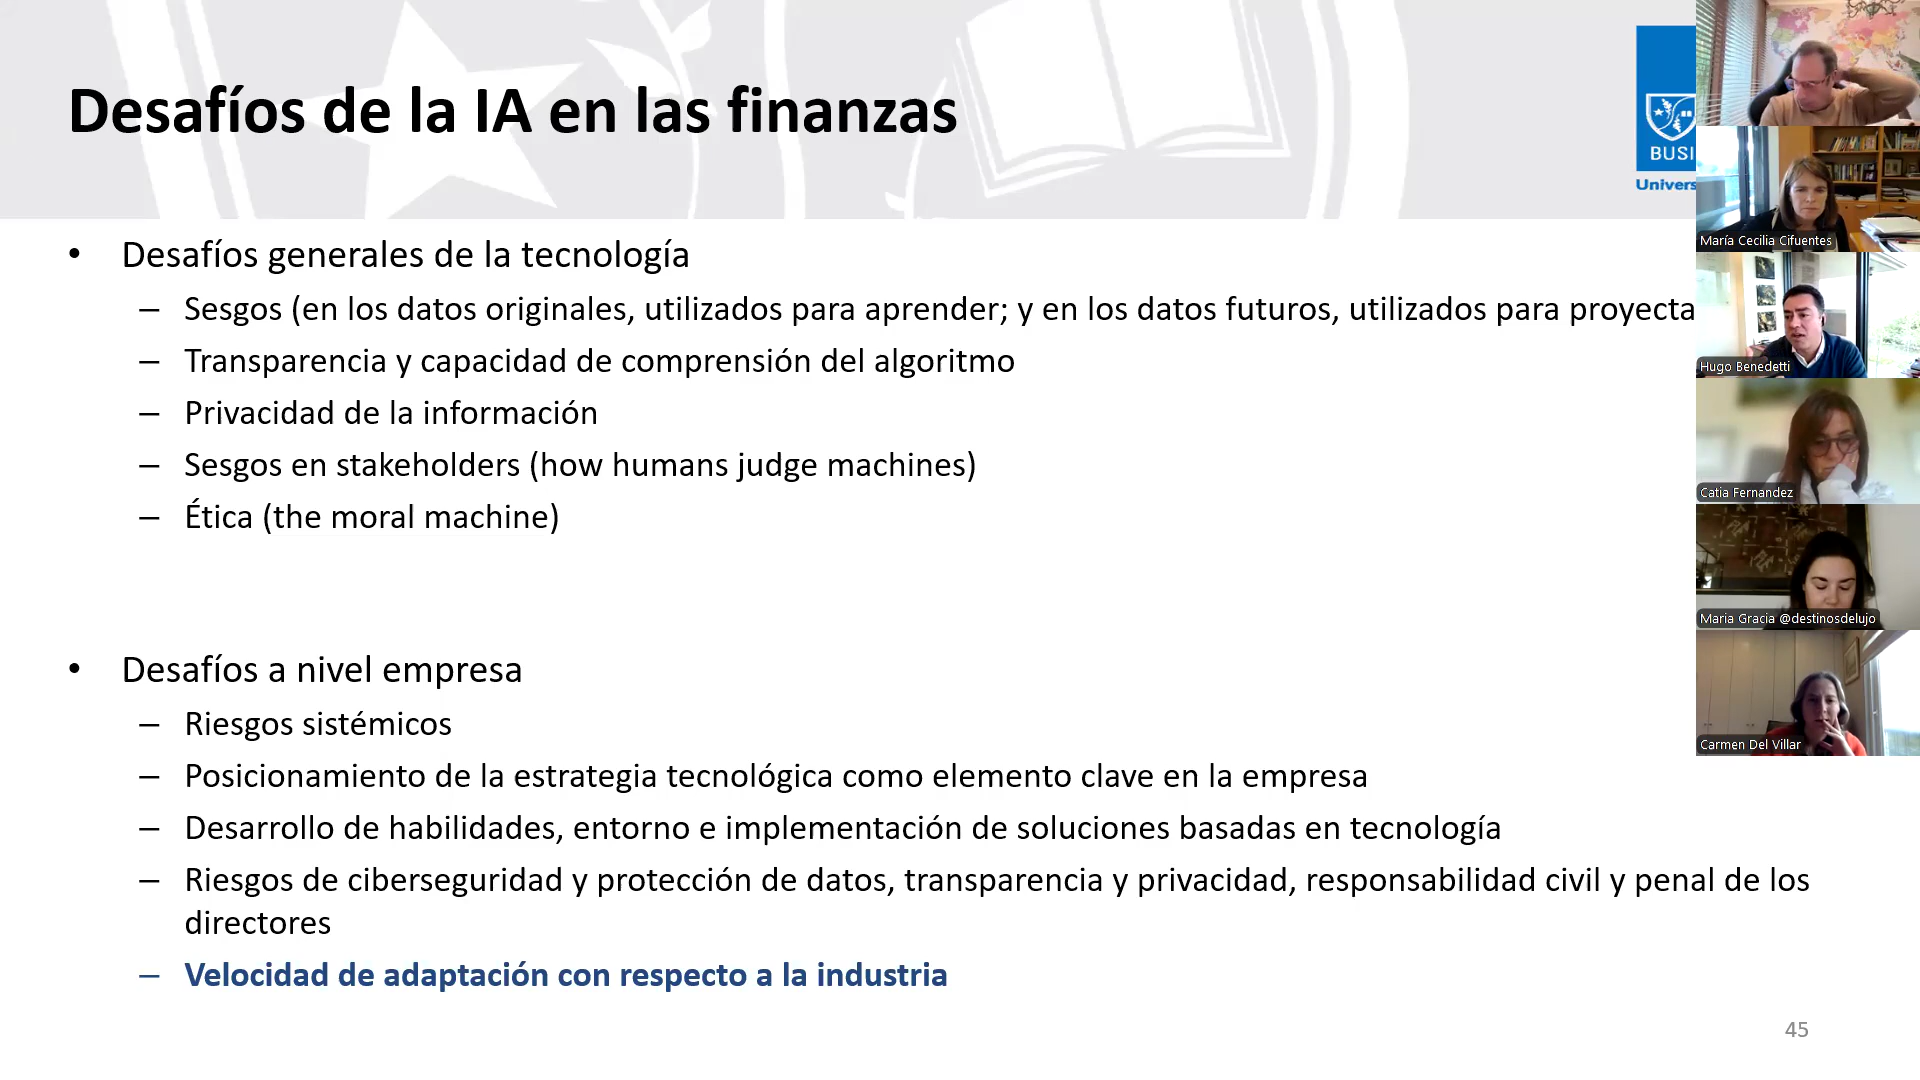 Desafíos de la IA en las finanzas
BUSI
Univers
• Desafíos generales de la tecnología
– Sesgos (en los datos originales, utilizados para aprender; y en los datos futuros, utilizados para proyecta
– Transparencia y capacidad de comprensión del algoritmo
– Privacidad de la información
– Sesgos en stakeholders (how humans judge machines)
– Ética (the moral machine)
• Desafíos a nivel empresa
– Riesgos sistémicos
– Posicionamiento de la estrategia tecnológica como elemento clave en la empresa
– Desarrollo de habilidades, entorno e implementación de soluciones basadas en tecnología
– Riesgos de ciberseguridad y protección de datos, transparencia y privacidad, responsabilidad civil y penal de los
directores
– Velocidad de adaptación con respecto a la industria
45
María Cecilia Cifuentes
Hugo Benedetti
Catia Fernandez
Maria Gracia @destinosdelujo
Carmen Del Villar